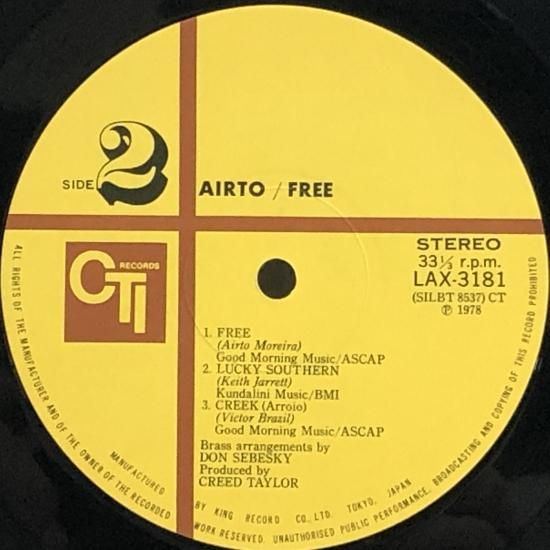 SIDE 2
AIRTO / FREE
CTI RECORDS
STEREO
33 1/3 r.p.m.
LAX-3181
(SILBT 8537) CT
℗ 1978
1. FREE
(Airto Moreira)
Good Morning Music/ASCAP
2. LUCKY SOUTHERN
(Keith Jarrett)
Kundalini Music/BMI
3. CREEK (Arroio)
(Victor Brazil)
Good Morning Music/ASCAP
Brass arrangements by
DON SEBESKY
Produced by
CREED TAYLOR
MANUFACTURED BY KING RECORD CO., LTD. TOKYO, JAPAN
ALL RIGHTS OF THE MANUFACTURER AND OF THE OWNER OF THE RECORDED WORK RESERVED. UNAUTHORISED PUBLIC PERFORMANCE, BROADCASTING AND COPYING OF THIS RECORD PROHIBITED